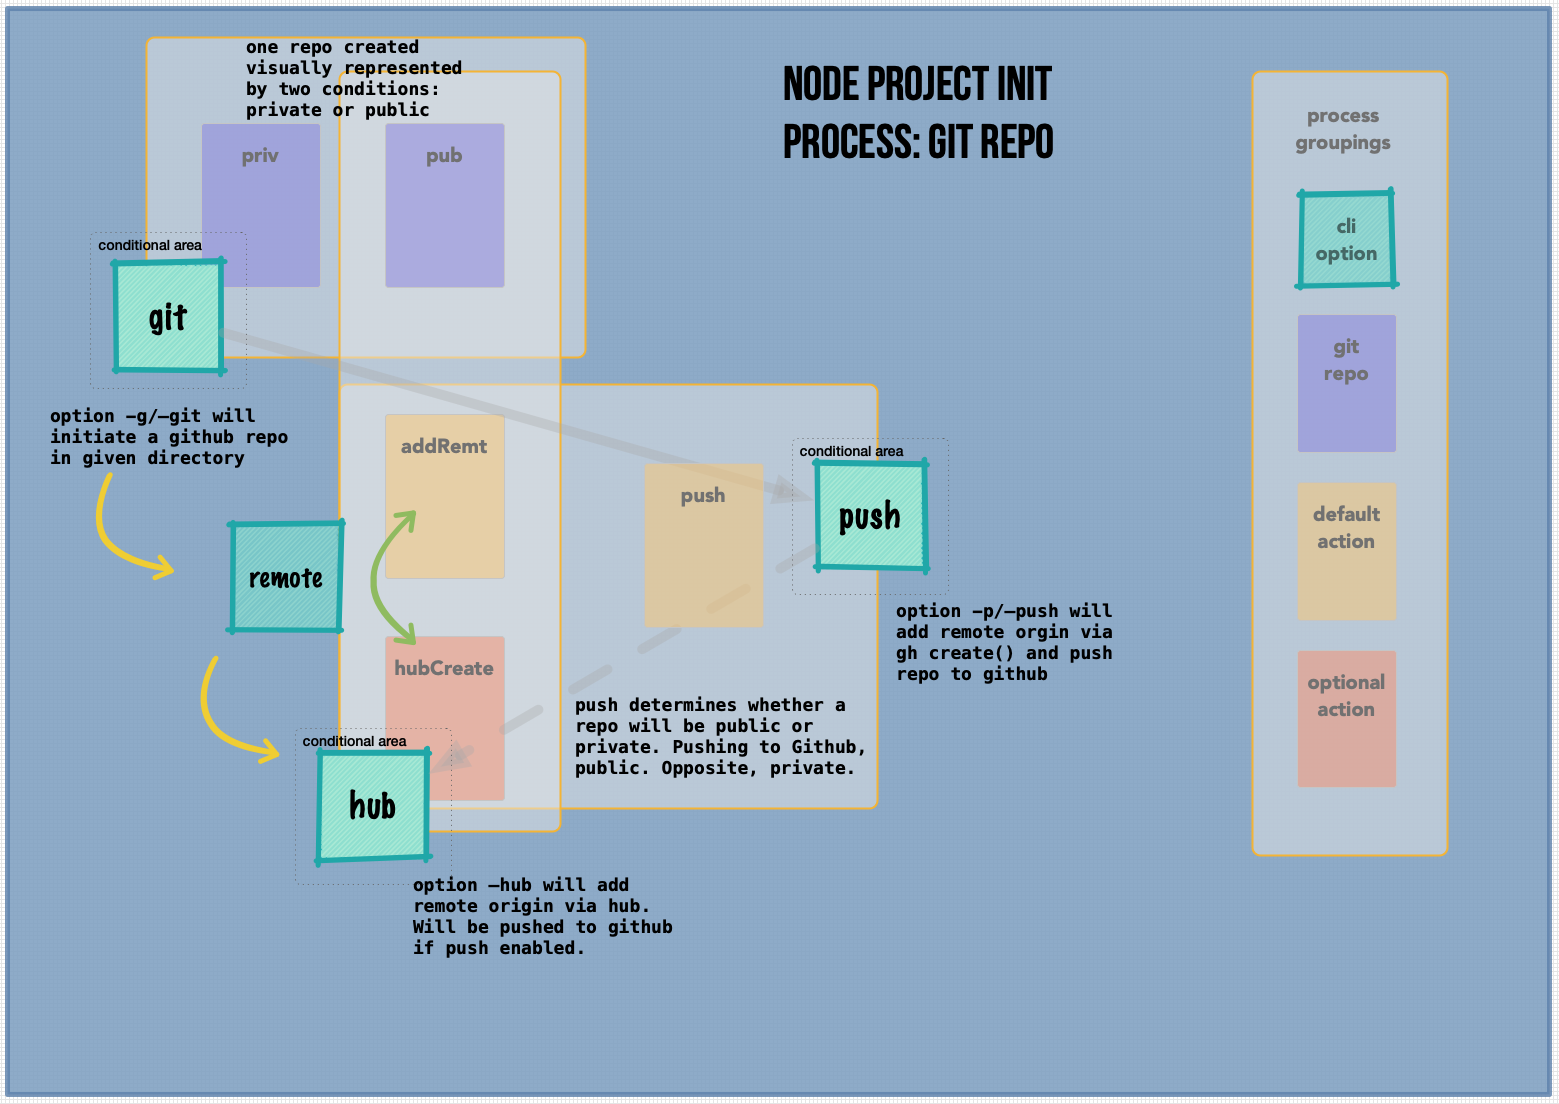 one repo created
visually represented
by two conditions:
private or public
NODE PROJECT INIT
PROCESS: GIT REPO
process
groupings
priv
pub
cli
option
conditional area
git
git
repo
option –g/–git will
initiate a github repo
in given directory
addRemt
conditional area
push
push
default
action
remote
option –p/–push will
add remote orgin via
gh create() and push
repo to github
hubCreate
optional
action
push determines whether a
repo will be public or
private. Pushing to Github,
public. Opposite, private.
conditional area
hub
option –hub will add
remote origin via hub.
Will be pushed to github
if push enabled.